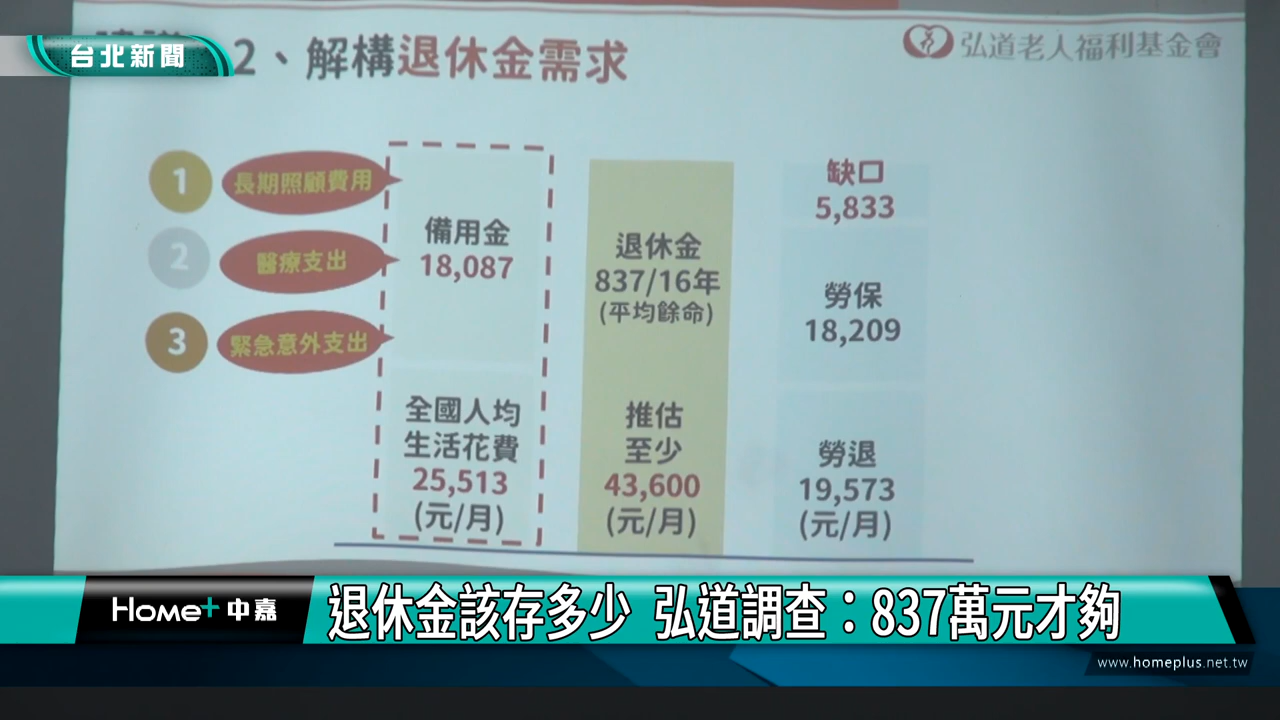 台北新聞
2、解構退休金需求
弘道老人福利基金會
1
長期照顧費用
2
醫療支出
3
緊急意外支出
備用金
18,087
全國人均
生活花費
25,513
(元/月)
退休金
837/16年
(平均餘命)
推估
至少
43,600
(元/月)
缺口
5,833
勞保
18,209
勞退
19,573
(元/月)
Home+中嘉
退休金該存多少 弘道調查：837萬元才夠
www.homeplus.net.tw